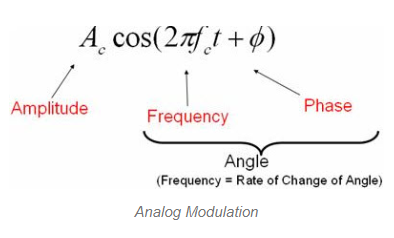 A_c cos(2πf_c t + ϕ)
Amplitude
Frequency
Phase
Angle
(Frequency = Rate of Change of Angle)
Analog Modulation